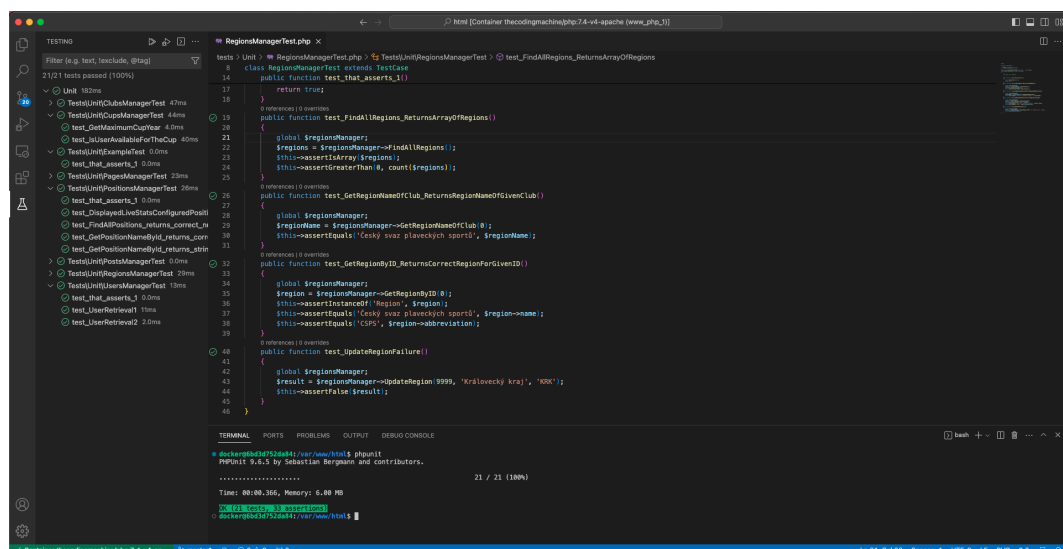 html [Container thecodingmachine/php:7.4-v4-apache (www_php_1)]
TESTING
Filter (e.g. text, !exclude, @tag)
21/21 tests passed (100%)
Unit 182ms
Tests\Unit\ClubsManagerTest 47ms
Tests\Unit\CupsManagerTest 44ms
test_GetMaximumCupYear 4.0ms
test_IsUserAvailableForTheCup 40ms
Tests\Unit\ExampleTest 0.0ms
test_that_asserts_1 0.0ms
Tests\Unit\PagesManagerTest 23ms
Tests\Unit\PositionsManagerTest 26ms
test_that_asserts_1 0.0ms
test_DisplayedLiveStatsConfiguredPositi
test_FindAllPositions_returns_correct_
test_GetPositionNameById_returns_corr
test_GetPositionNameById_returns_strin
Tests\Unit\PostsManagerTest 0.0ms
Tests\Unit\RegionsManagerTest 29ms
Tests\Unit\UsersManagerTest 13ms
test_that_asserts_1 0.0ms
test_UserRetrieval1 11ms
test_UserRetrieval2 2.0ms
20
RegionsManagerTest.php
tests > Unit > RegionsManagerTest.php > Tests\Unit\RegionsManagerTest > test_FindAllRegions_ReturnsArrayOfRegions
8 class RegionsManagerTest extends TestCase
14 public function test_that_asserts_1()
17 return true;
18 }
0 references | 0 overrides
19 public function test_FindAllRegions_ReturnsArrayOfRegions()
20 {
21 global $regionsManager;
22 $regions = $regionsManager->FindAllRegions();
23 $this->assertIsArray($regions);
24 $this->assertGreaterThan(0, count($regions));
25 }
0 references | 0 overrides
26 public function test_GetRegionNameOfClub_ReturnsRegionNameOfGivenClub()
27 {
28 global $regionsManager;
29 $regionName = $regionsManager->GetRegionNameOfClub(0);
30 $this->assertEquals('Český svaz plaveckých sportů', $regionName);
31 }
0 references | 0 overrides
32 public function test_GetRegionByID_ReturnsCorrectRegionForGivenID()
33 {
34 global $regionsManager;
35 $region = $regionsManager->GetRegionByID(0);
36 $this->assertInstanceOf('Region', $region);
37 $this->assertEquals('Český svaz plaveckých sportů', $region->name);
38 $this->assertEquals('CSPS', $region->abbreviation);
39 }
0 references | 0 overrides
40 public function test_UpdateRegionFailure()
41 {
42 global $regionsManager;
43 $result = $regionsManager->UpdateRegion(9999, 'Královecký kraj', 'KRK');
44 $this->assertFalse($result);
45 }
46 }
TERMINAL PORTS PROBLEMS OUTPUT DEBUG CONSOLE
bash
docker@6bd3d752da84:/var/www/html$ phpunit
PHPUnit 9.6.5 by Sebastian Bergmann and contributors.
..................... 21 / 21 (100%)
Time: 00:00.366, Memory: 6.00 MB
OK (21 tests, 33 assertions)
docker@6bd3d752da84:/var/www/html$